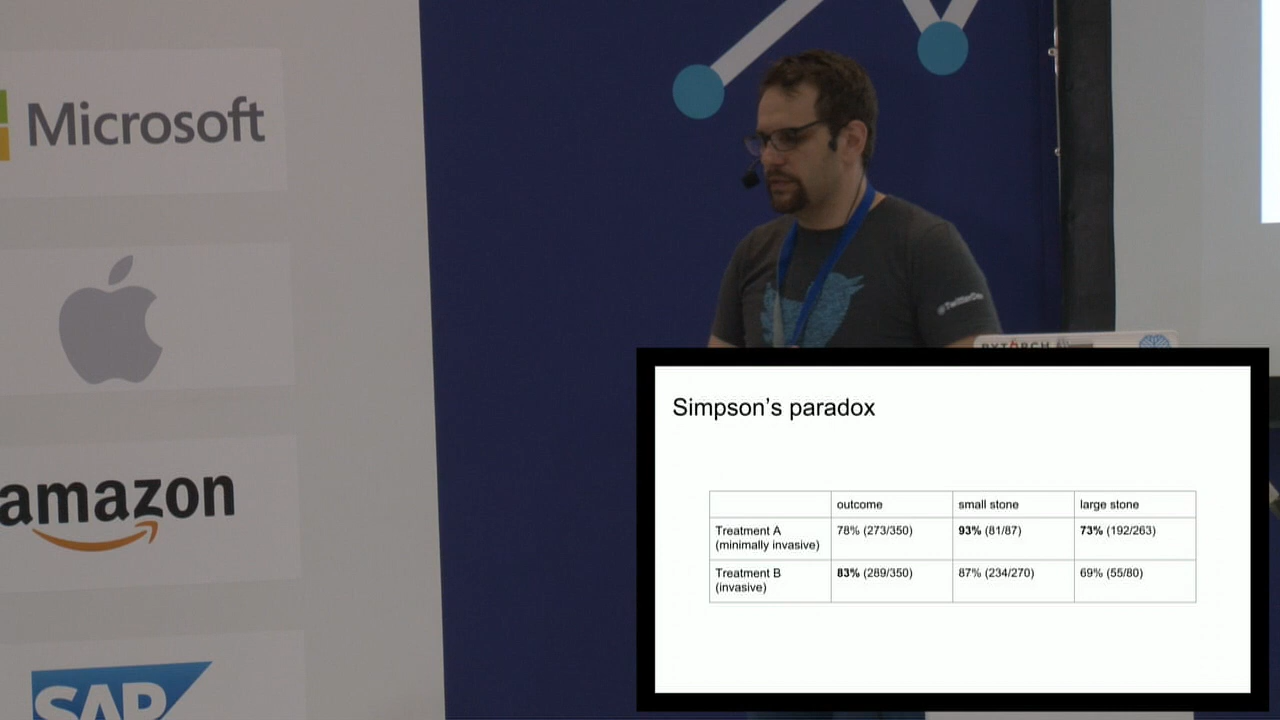 Microsoft
amazon
SAP
@TwitterDev
PYTORCH
Simpson's paradox
outcome small stone large stone
Treatment A (minimally invasive) 78% (273/350) 93% (81/87) 73% (192/263)
Treatment B (invasive) 83% (289/350) 87% (234/270) 69% (55/80)